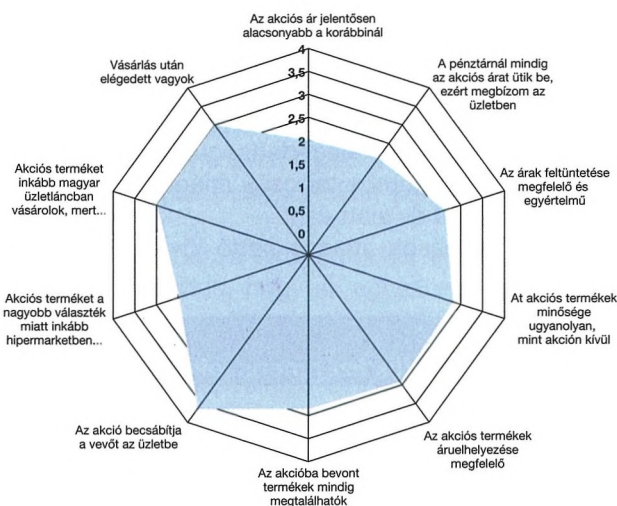 Az akciós ár jelentősen
alacsonyabb a korábbinál
A pénztárnál mindig
az akciós árat ütik be,
ezért megbízom az
üzletben
Az árak feltüntetése
megfelelő és
egyértelmű
At akciós termékek
minősége
ugyanolyan,
mint akción kívül
Az akciós termékek
áruelhelyezése
megfelelő
Az akcióba bevont
termékek mindig
megtalálhatók
Az akció becsábítja
a vevőt az üzletbe
Akciós terméket a
nagyobb választék
miatt inkább
hipermarketben...
Akciós terméket
inkább magyar
üzletláncban
vásárolok, mert...
Vásárlás után
elégedett vagyok
4
3,5
3
2,5
2
1,5
1
0,5
0